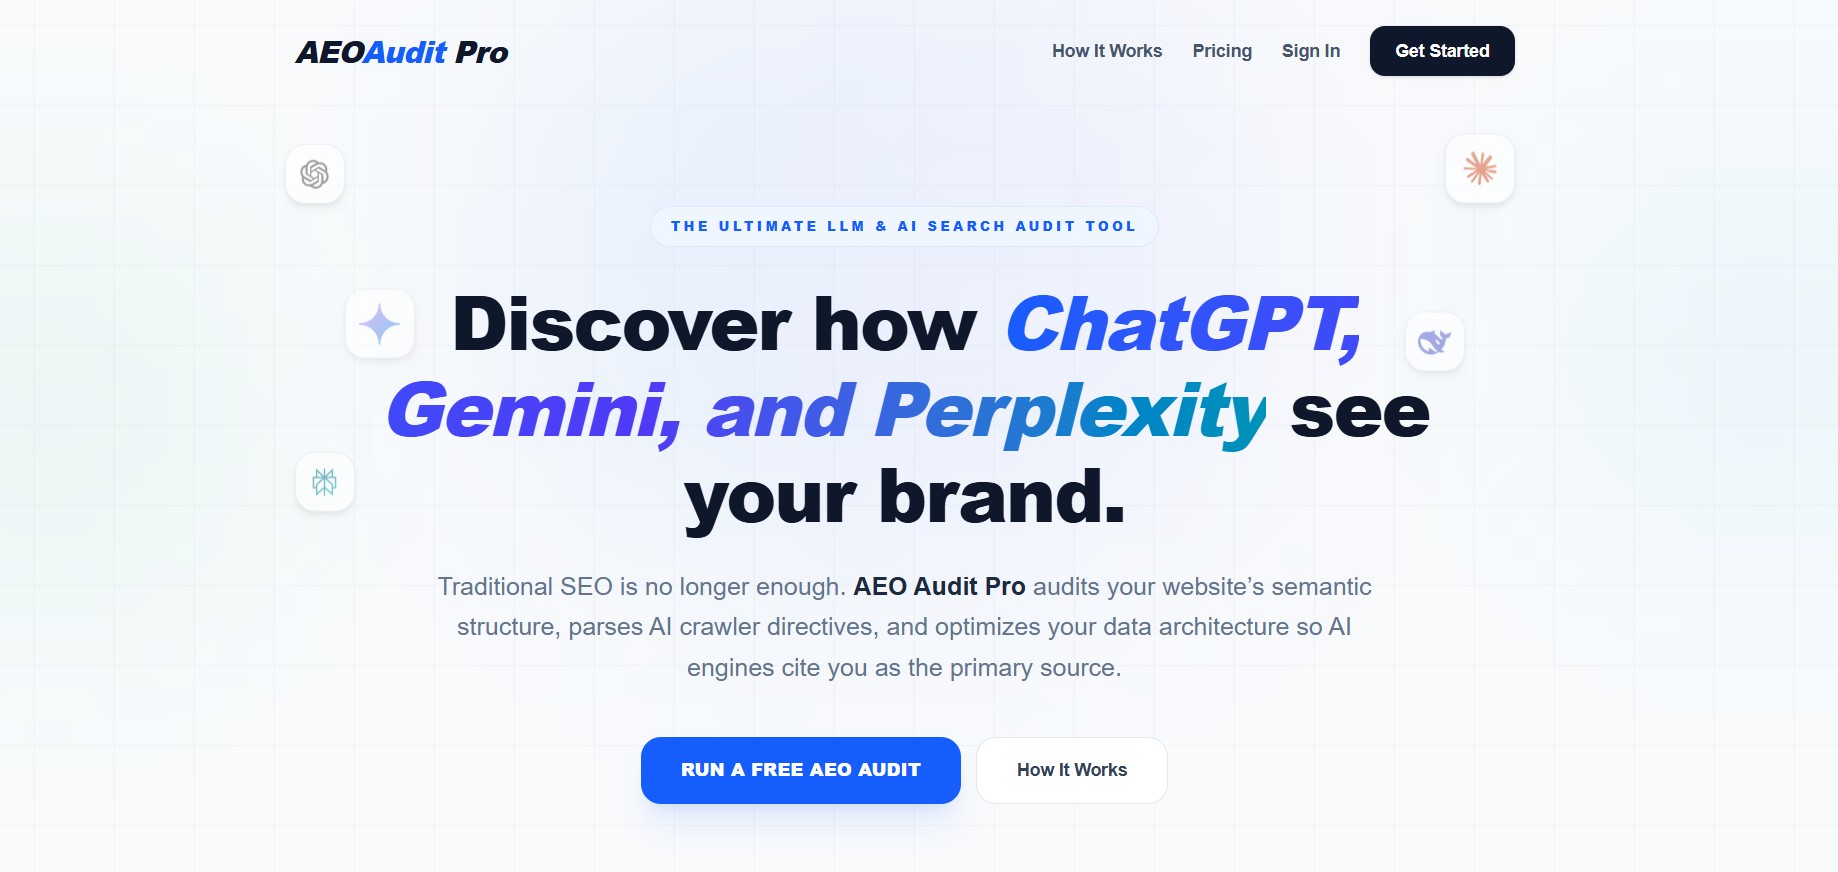 AEOAudit Pro
How It Works
Pricing
Sign In
Get Started
THE ULTIMATE LLM & AI SEARCH AUDIT TOOL
Discover how ChatGPT,
Gemini, and Perplexity see
your brand.
Traditional SEO is no longer enough. AEO Audit Pro audits your website’s semantic
structure, parses AI crawler directives, and optimizes your data architecture so AI
engines cite you as the primary source.
RUN A FREE AEO AUDIT
How It Works